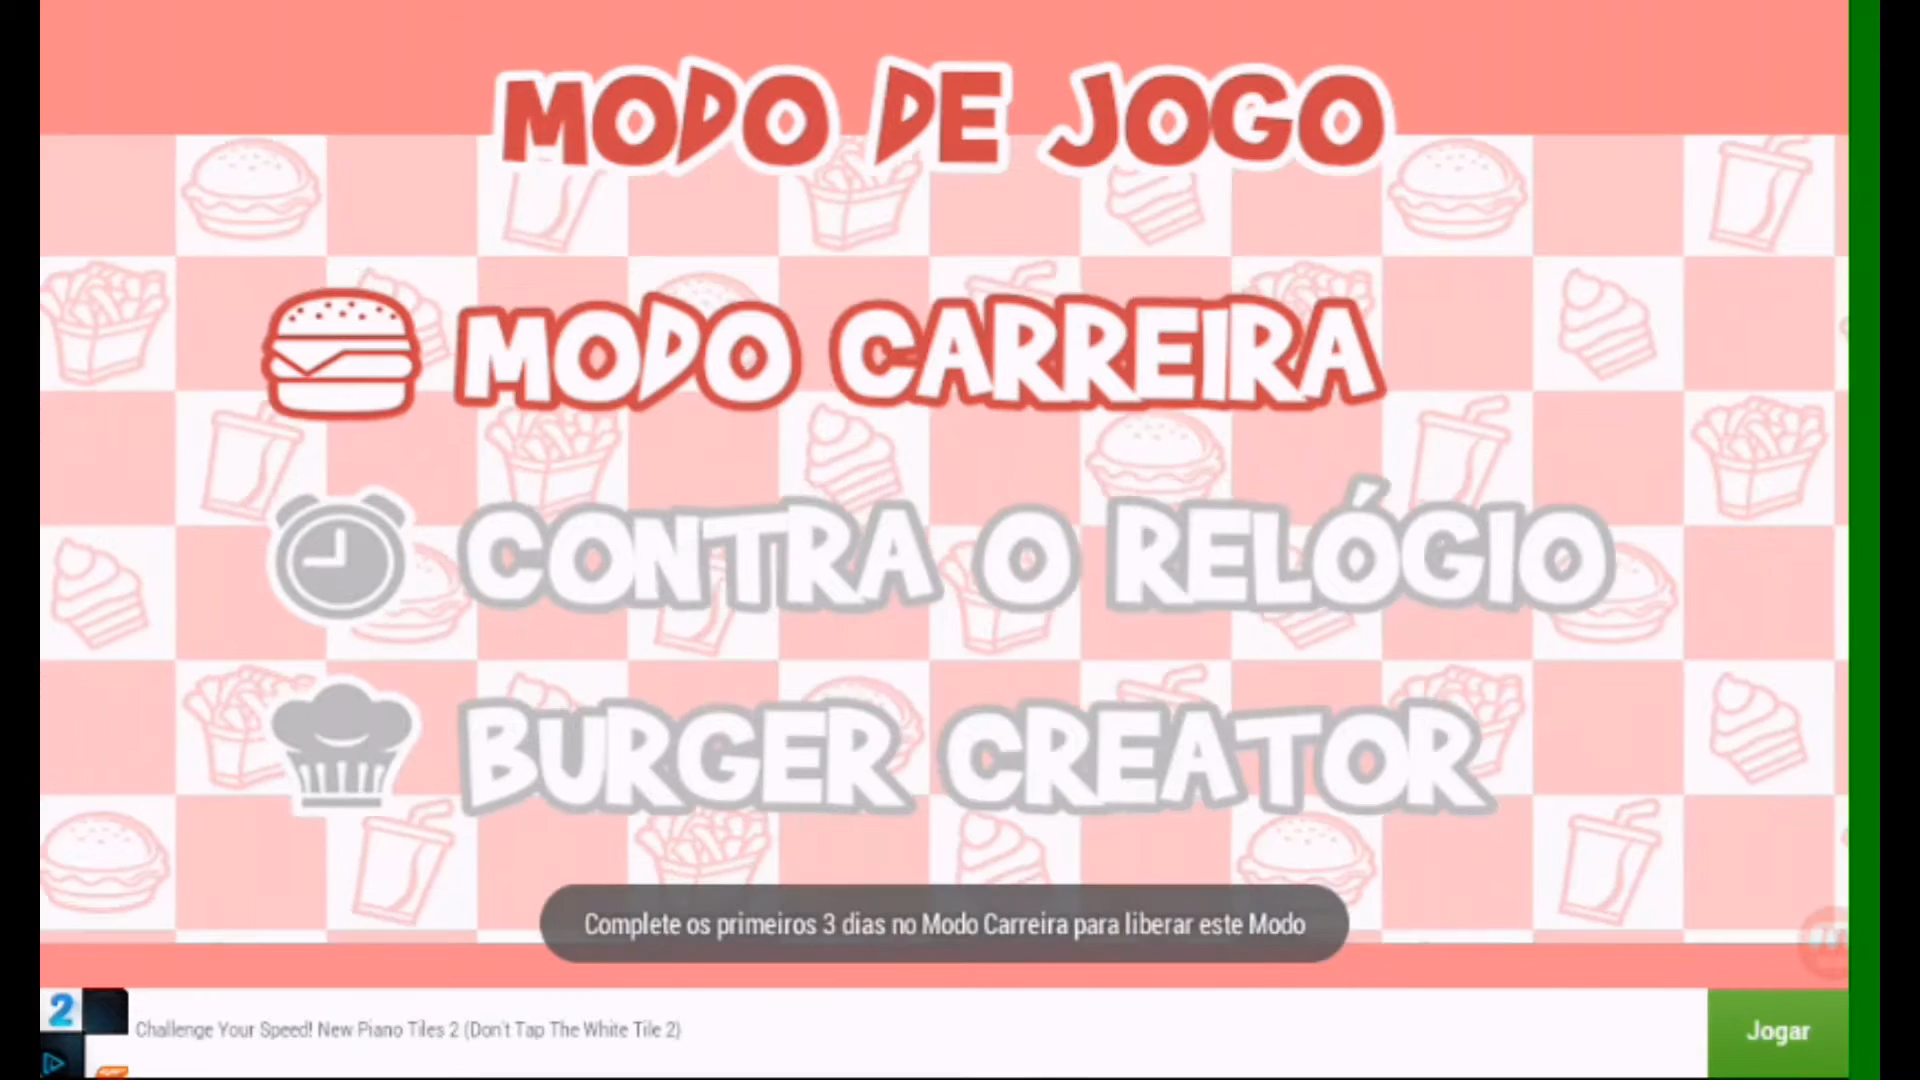 MODO DE JOGO
MODO CARREIRA
CONTRA O RELÓGIO
BURGER CREATOR
Complete os primeiros 3 dias no Modo Carreira para liberar este Modo
2
Challenge Your Speed! New Piano Tiles 2 (Don't Tap The White Tile 2)
Jogar